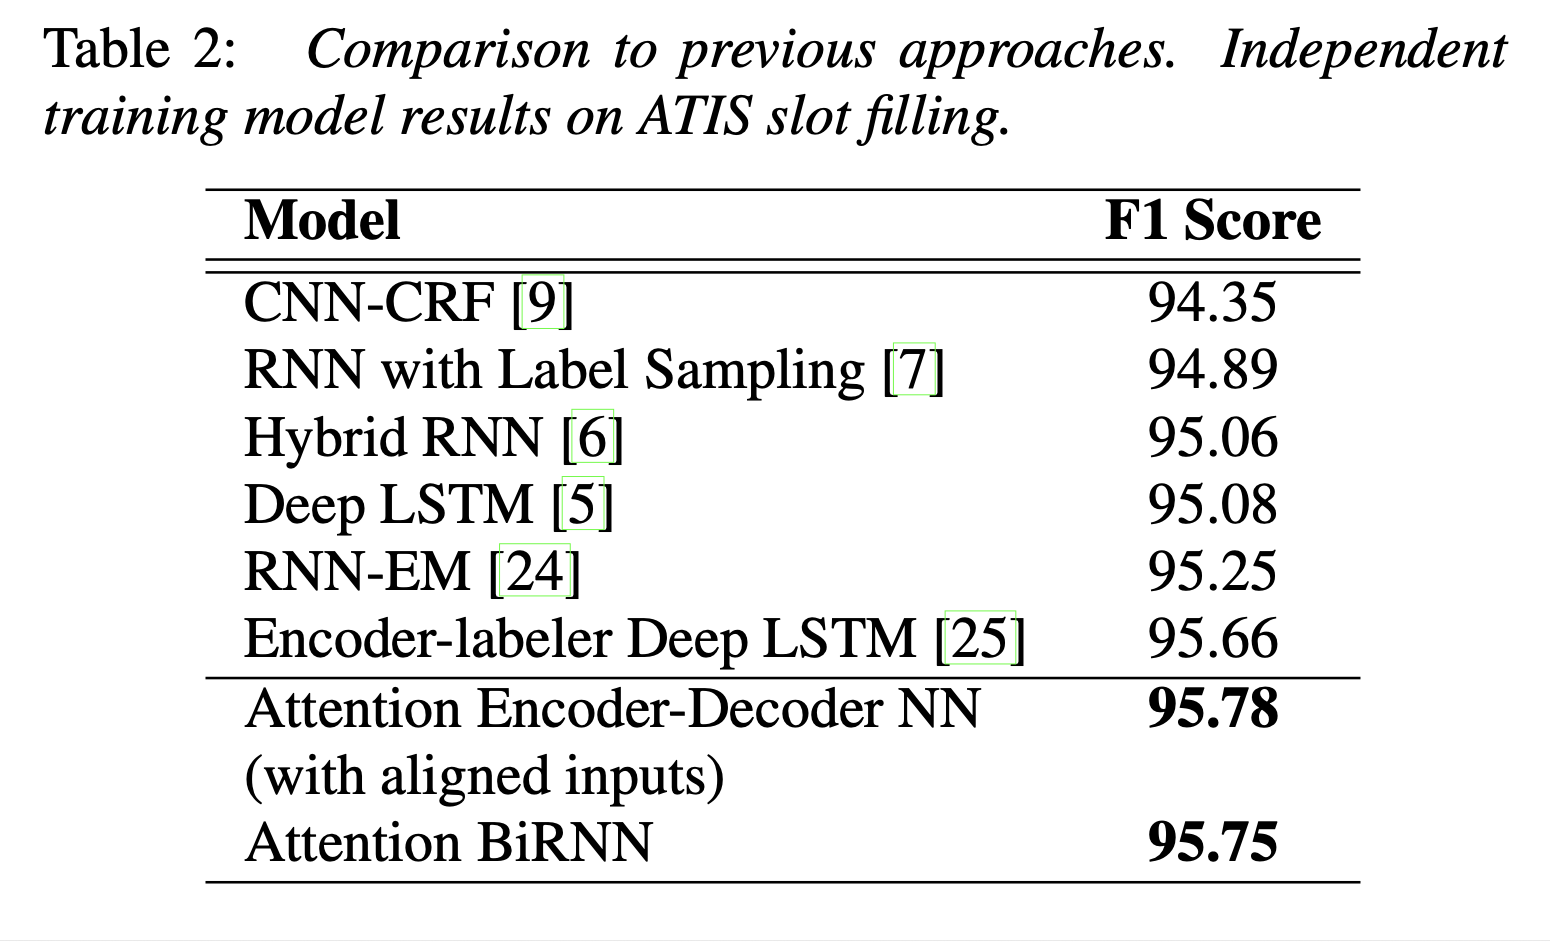 Table 2: Comparison to previous approaches. Independent
training model results on ATIS slot filling.
Model F1 Score
CNN-CRF [9] 94.35
RNN with Label Sampling [7] 94.89
Hybrid RNN [6] 95.06
Deep LSTM [5] 95.08
RNN-EM [24] 95.25
Encoder-labeler Deep LSTM [25] 95.66
Attention Encoder-Decoder NN 95.78
(with aligned inputs)
Attention BiRNN 95.75